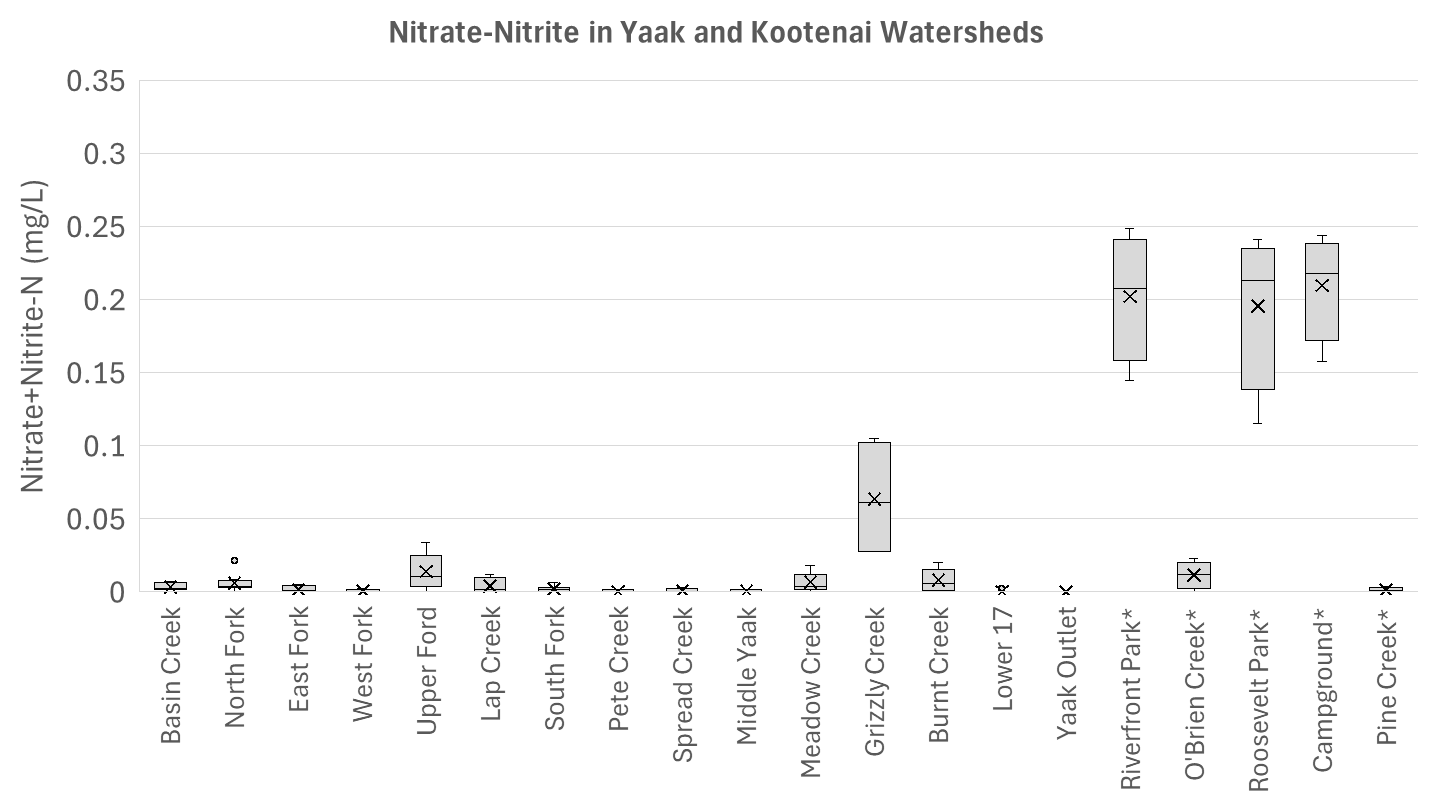 Nitrate-Nitrite in Yaak and Kootenai Watersheds
Nitrate+Nitrite-N (mg/L)
0.35
0.3
0.25
0.2
0.15
0.1
0.05
0
Basin Creek
North Fork
East Fork
West Fork
Upper Ford
Lap Creek
South Fork
Pete Creek
Spread Creek
Middle Yaak
Meadow Creek
Grizzly Creek
Burnt Creek
Lower 17
Yaak Outlet
Riverfront Park*
O'Brien Creek*
Roosevelt Park*
Campground*
Pine Creek*